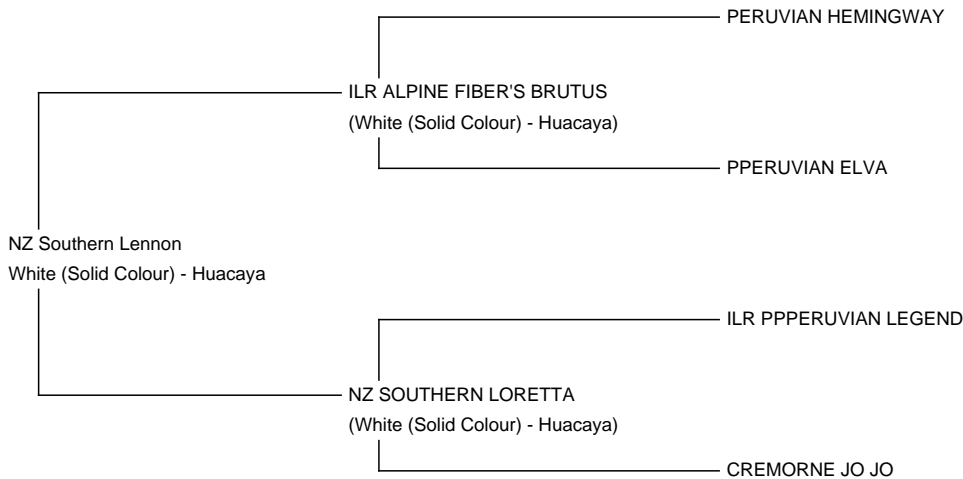 PERUVIAN HEMINGWAY
ILR ALPINE FIBER'S BRUTUS
(White (Solid Colour) - Huacaya)
PPERUVIAN ELVA
NZ Southern Lennon
White (Solid Colour) - Huacaya
ILR PPPERUVIAN LEGEND
NZ SOUTHERN LORETTA
(White (Solid Colour) - Huacaya)
CREMORNE JO JO